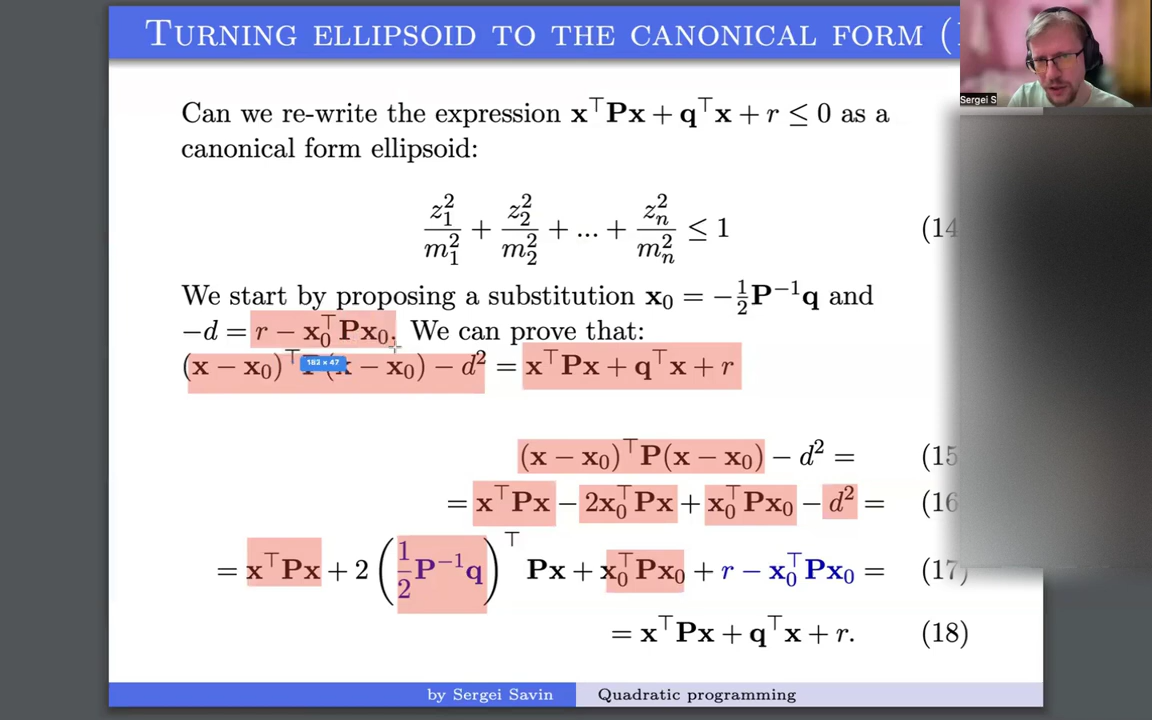 TURNING ELLIPSOID TO THE CANONICAL FORM (
Sergei S
Can we re-write the expression x⊤Px + q⊤x + r ≤ 0 as a
canonical form ellipsoid:
z₁²/m₁² + z₂²/m₂² + ... + zₙ²/mₙ² ≤ 1 (14
We start by proposing a substitution x₀ = −½P⁻¹q and
−d = r − x₀⊤Px₀. We can prove that:
(x − x₀)⊤P(x − x₀) − d² = x⊤Px + q⊤x + r
182 × 47
(x − x₀)⊤P(x − x₀) − d² = (15
= x⊤Px − 2x₀⊤Px + x₀⊤Px₀ − d² = (16
= x⊤Px + 2(½P⁻¹q)⊤ Px + x₀⊤Px₀ + r − x₀⊤Px₀ = (17)
= x⊤Px + q⊤x + r. (18)
by Sergei Savin Quadratic programming